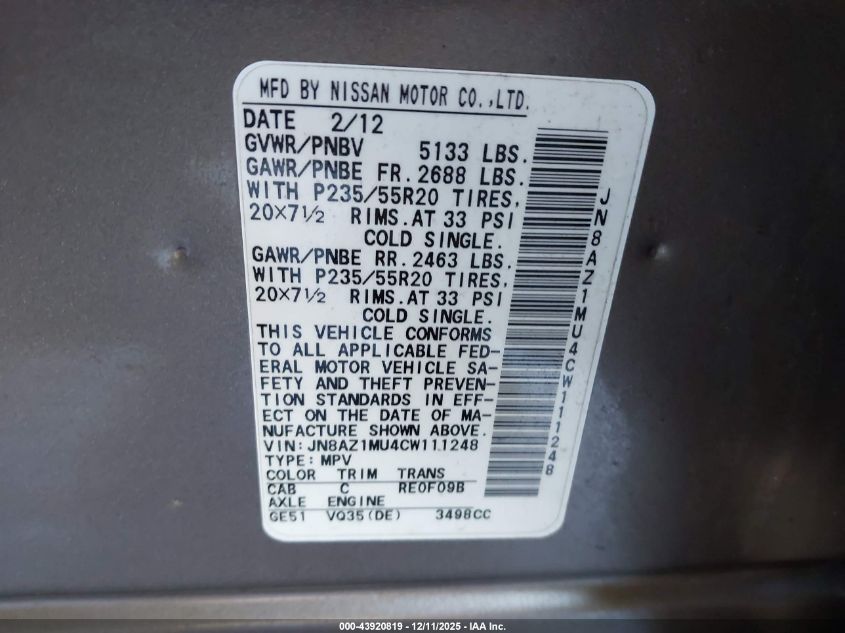 MFD BY NISSAN MOTOR CO.,LTD.
DATE 2/12
GVWR/PNBV 5133 LBS.
GAWR/PNBE FR. 2688 LBS.
WITH P235/55R20 TIRES,
20×7½ RIMS.AT 33 PSI
COLD SINGLE.
GAWR/PNBE RR. 2463 LBS.
WITH P235/55R20 TIRES,
20×7½ RIMS.AT 33 PSI
COLD SINGLE.
THIS VEHICLE CONFORMS
TO ALL APPLICABLE FED-
ERAL MOTOR VEHICLE SA-
FETY AND THEFT PREVEN-
TION STANDARDS IN EFF-
ECT ON THE DATE OF MA-
NUFACTURE SHOWN ABOVE.
VIN:JN8AZ1MU4CW111248
TYPE: MPV
COLOR TRIM TRANS
CAB C RE0F09B
AXLE ENGINE
GE51 VQ35(DE) 3498CC
JN8AZ1MU4CW111248
000-43920819 - 12/11/2025 - IAA Inc.